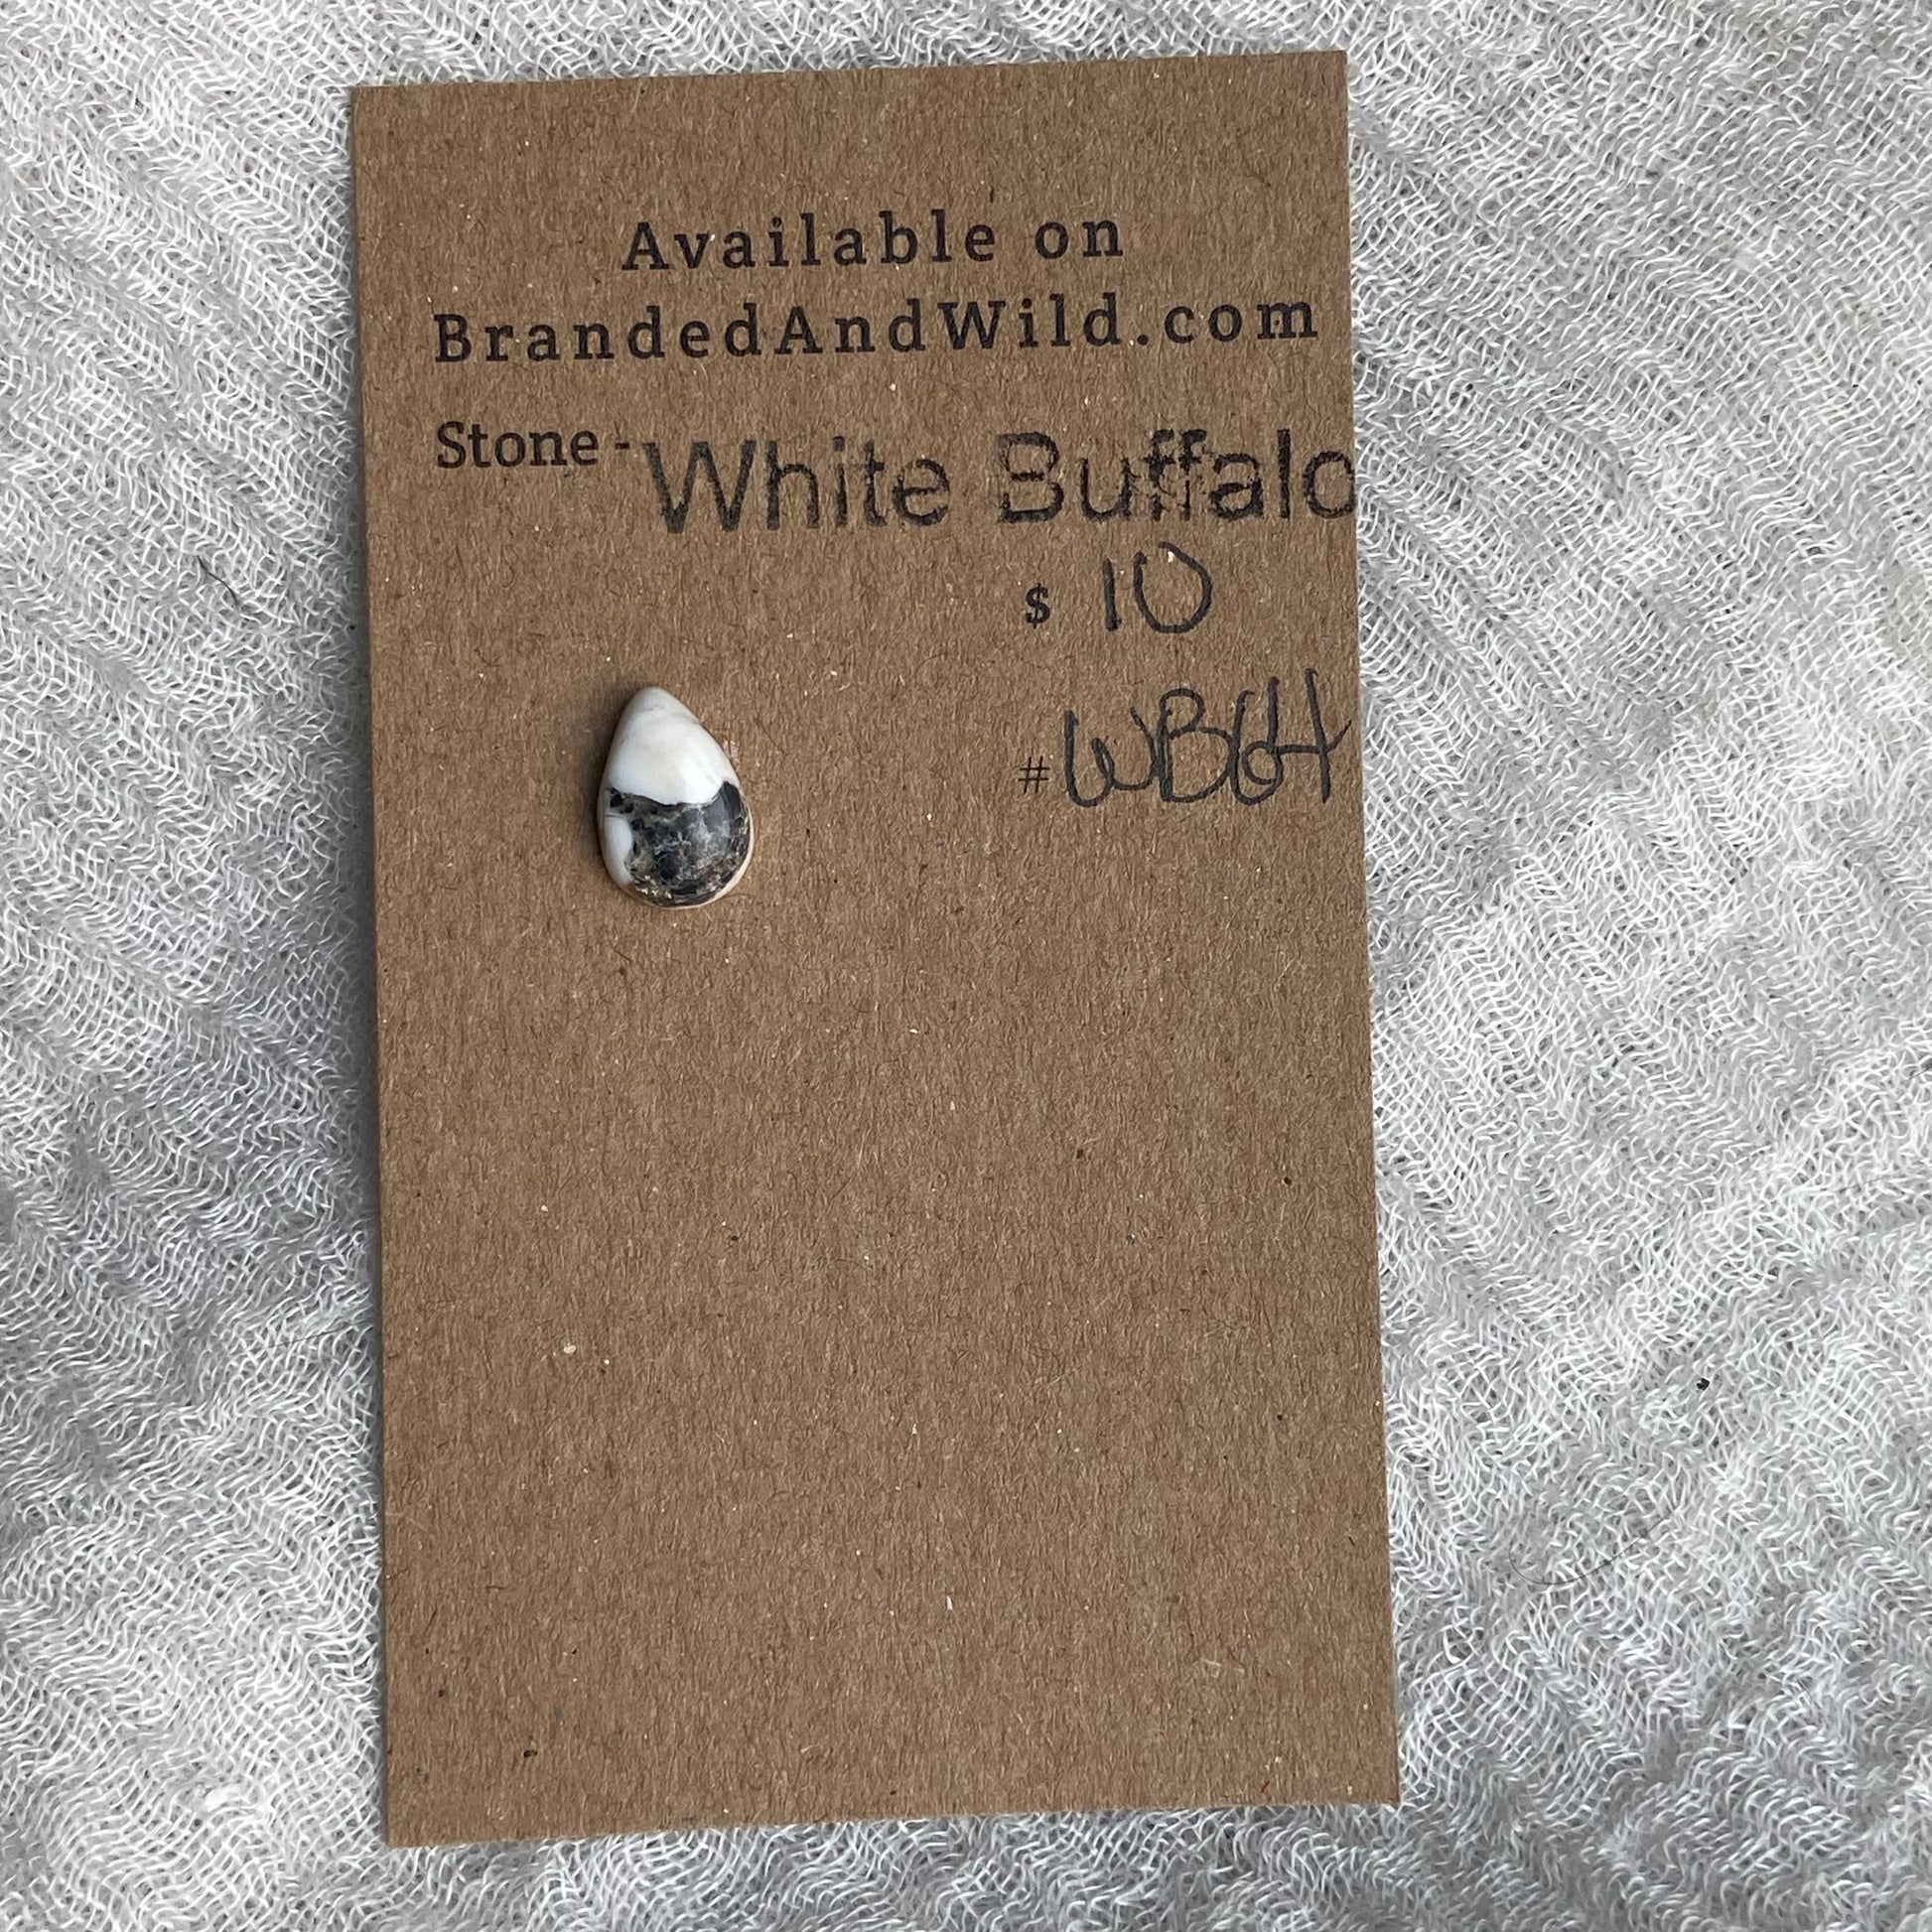 Available on
BrandedAndWild.com
Stone - White Buffalo
$ 10
#WB64